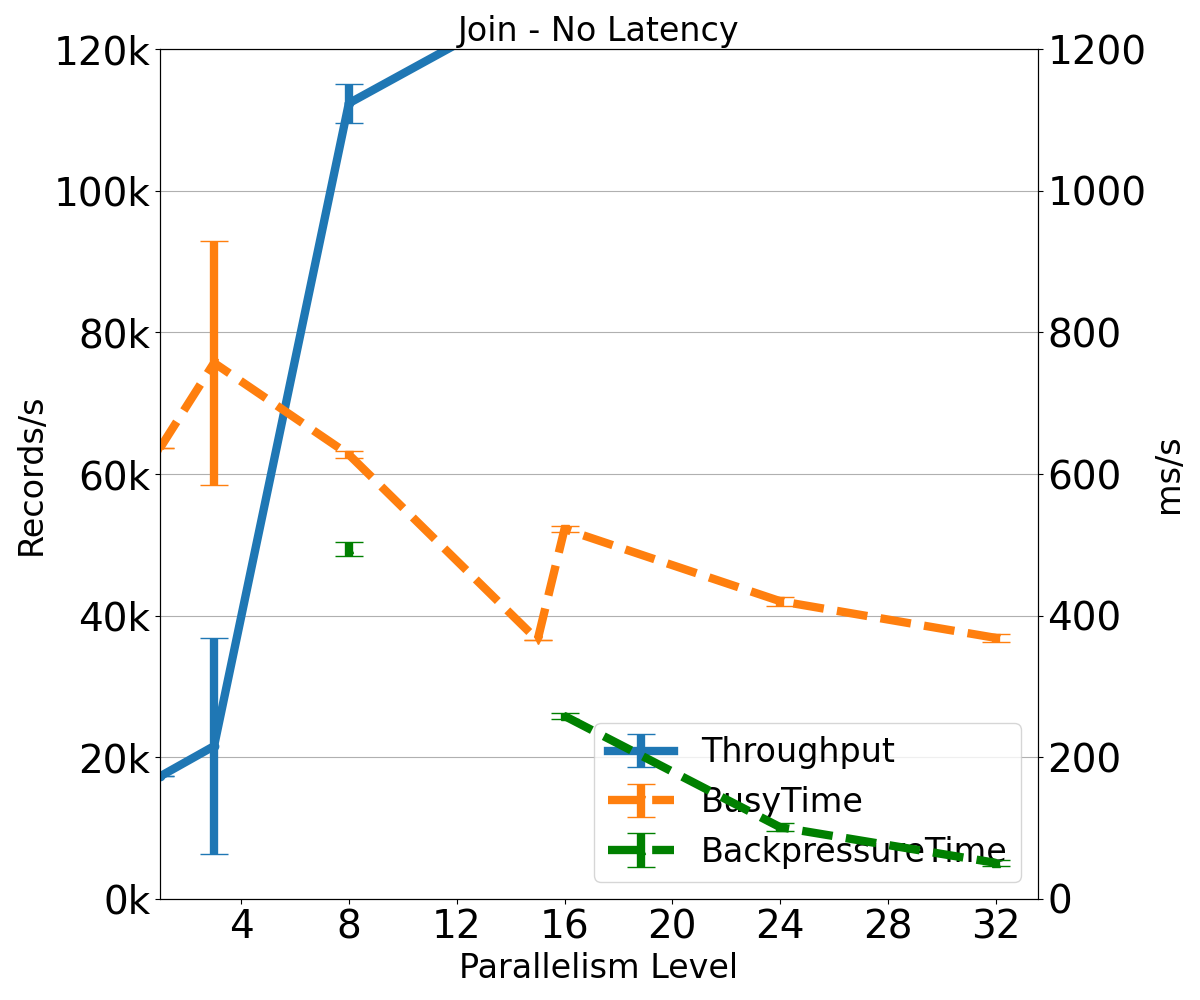 Join - No Latency
120k
100k
80k
60k
40k
20k
0k
Records/s
1200
1000
800
600
400
200
0
ms/s
4 8 12 16 20 24 28 32
Parallelism Level
Throughput
BusyTime
BackpressureTime